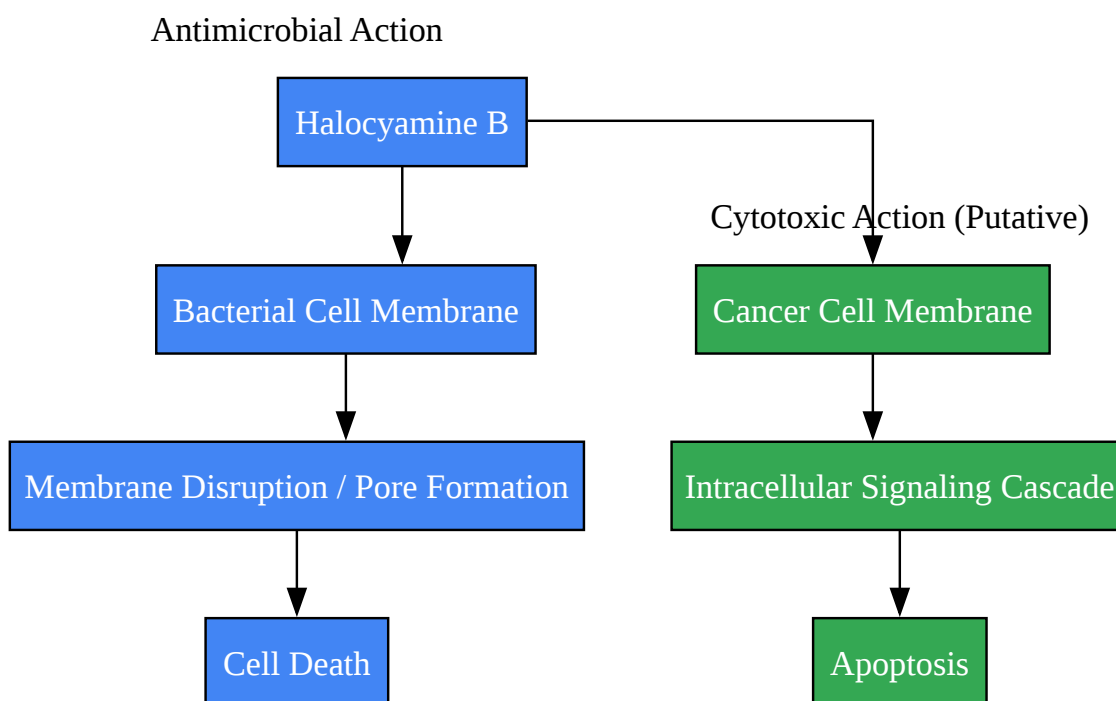 Antimicrobial Action
Halocyamine B
Cytotoxic Action (Putative)
Bacterial Cell Membrane
Cancer Cell Membrane
Membrane Disruption / Pore Formation
Intracellular Signaling Cascade
Cell Death
Apoptosis